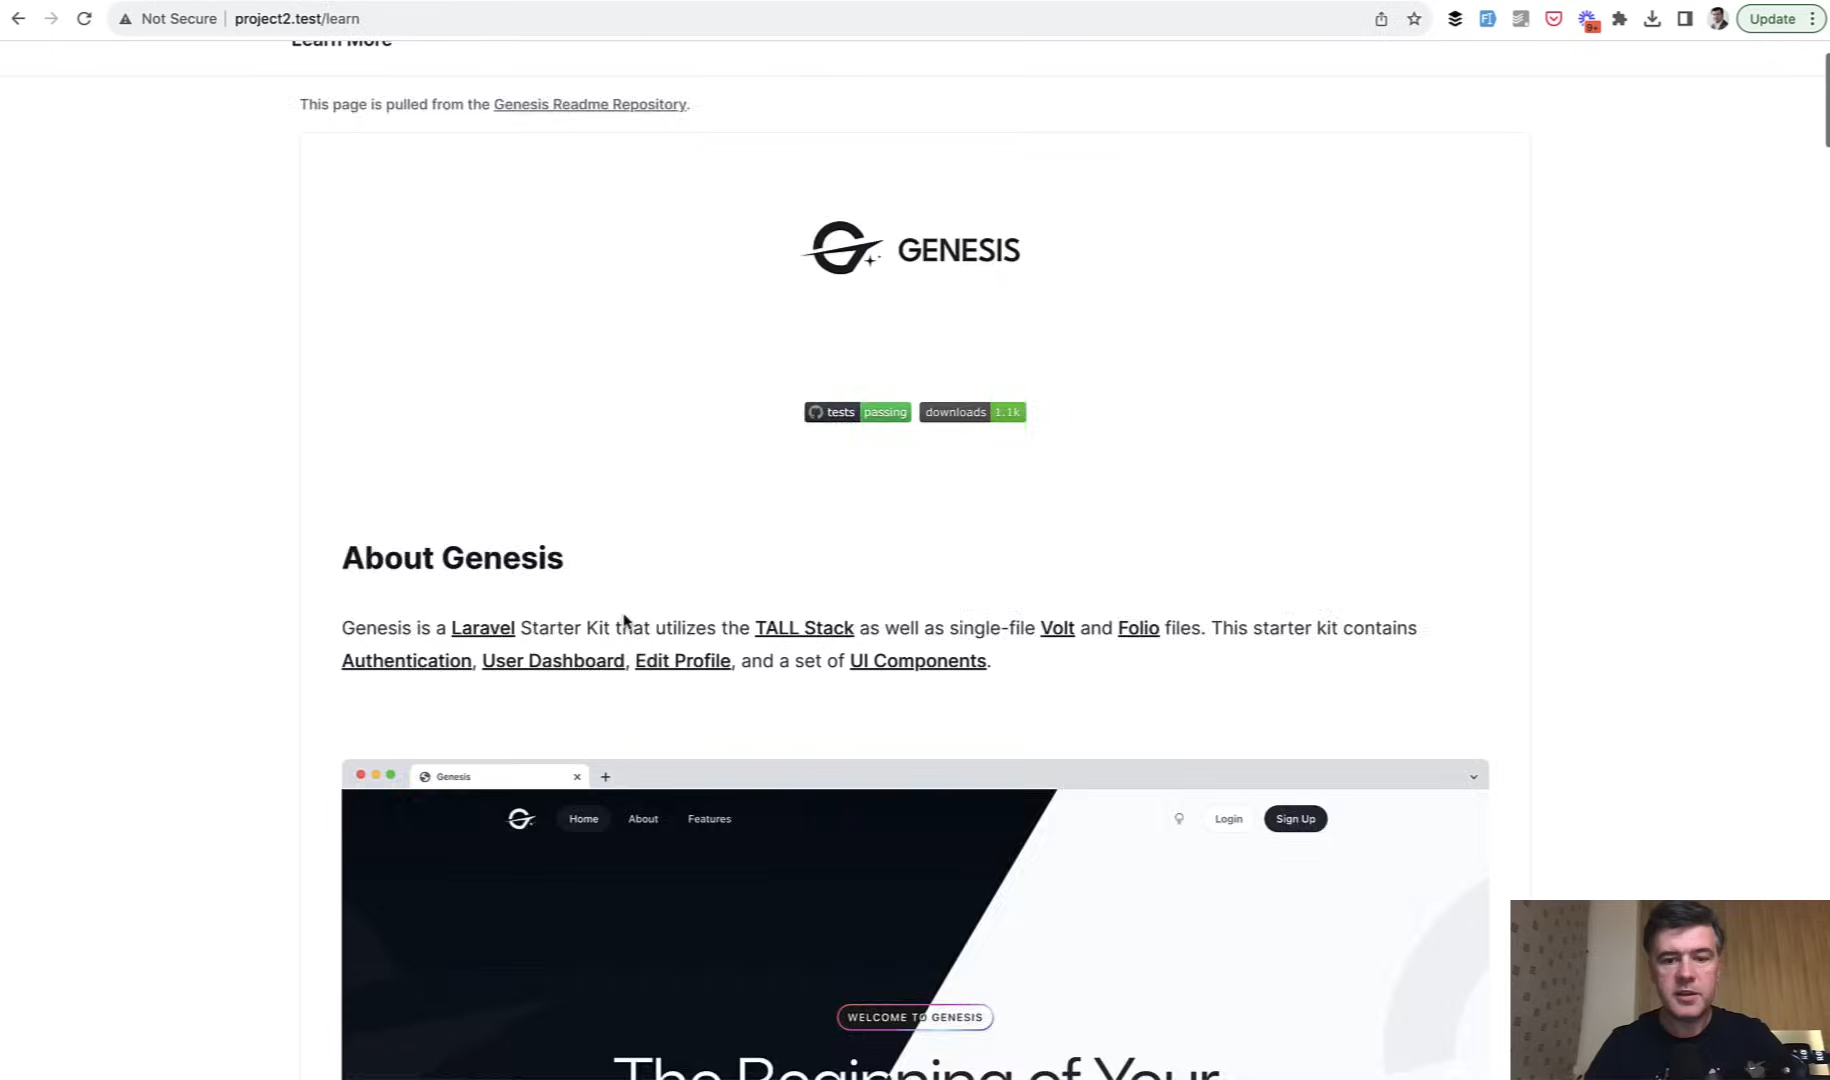 Not Secure project2.test/learn Update
Learn More
This page is pulled from the Genesis Readme Repository.
GENESIS
tests passing downloads 1.1k
About Genesis
Genesis is a Laravel Starter Kit that utilizes the TALL Stack as well as single-file Volt and Folio files. This starter kit contains
Authentication, User Dashboard, Edit Profile, and a set of UI Components.
Genesis
Home About Features Login Sign Up
WELCOME TO GENESIS
The Beginning of Your